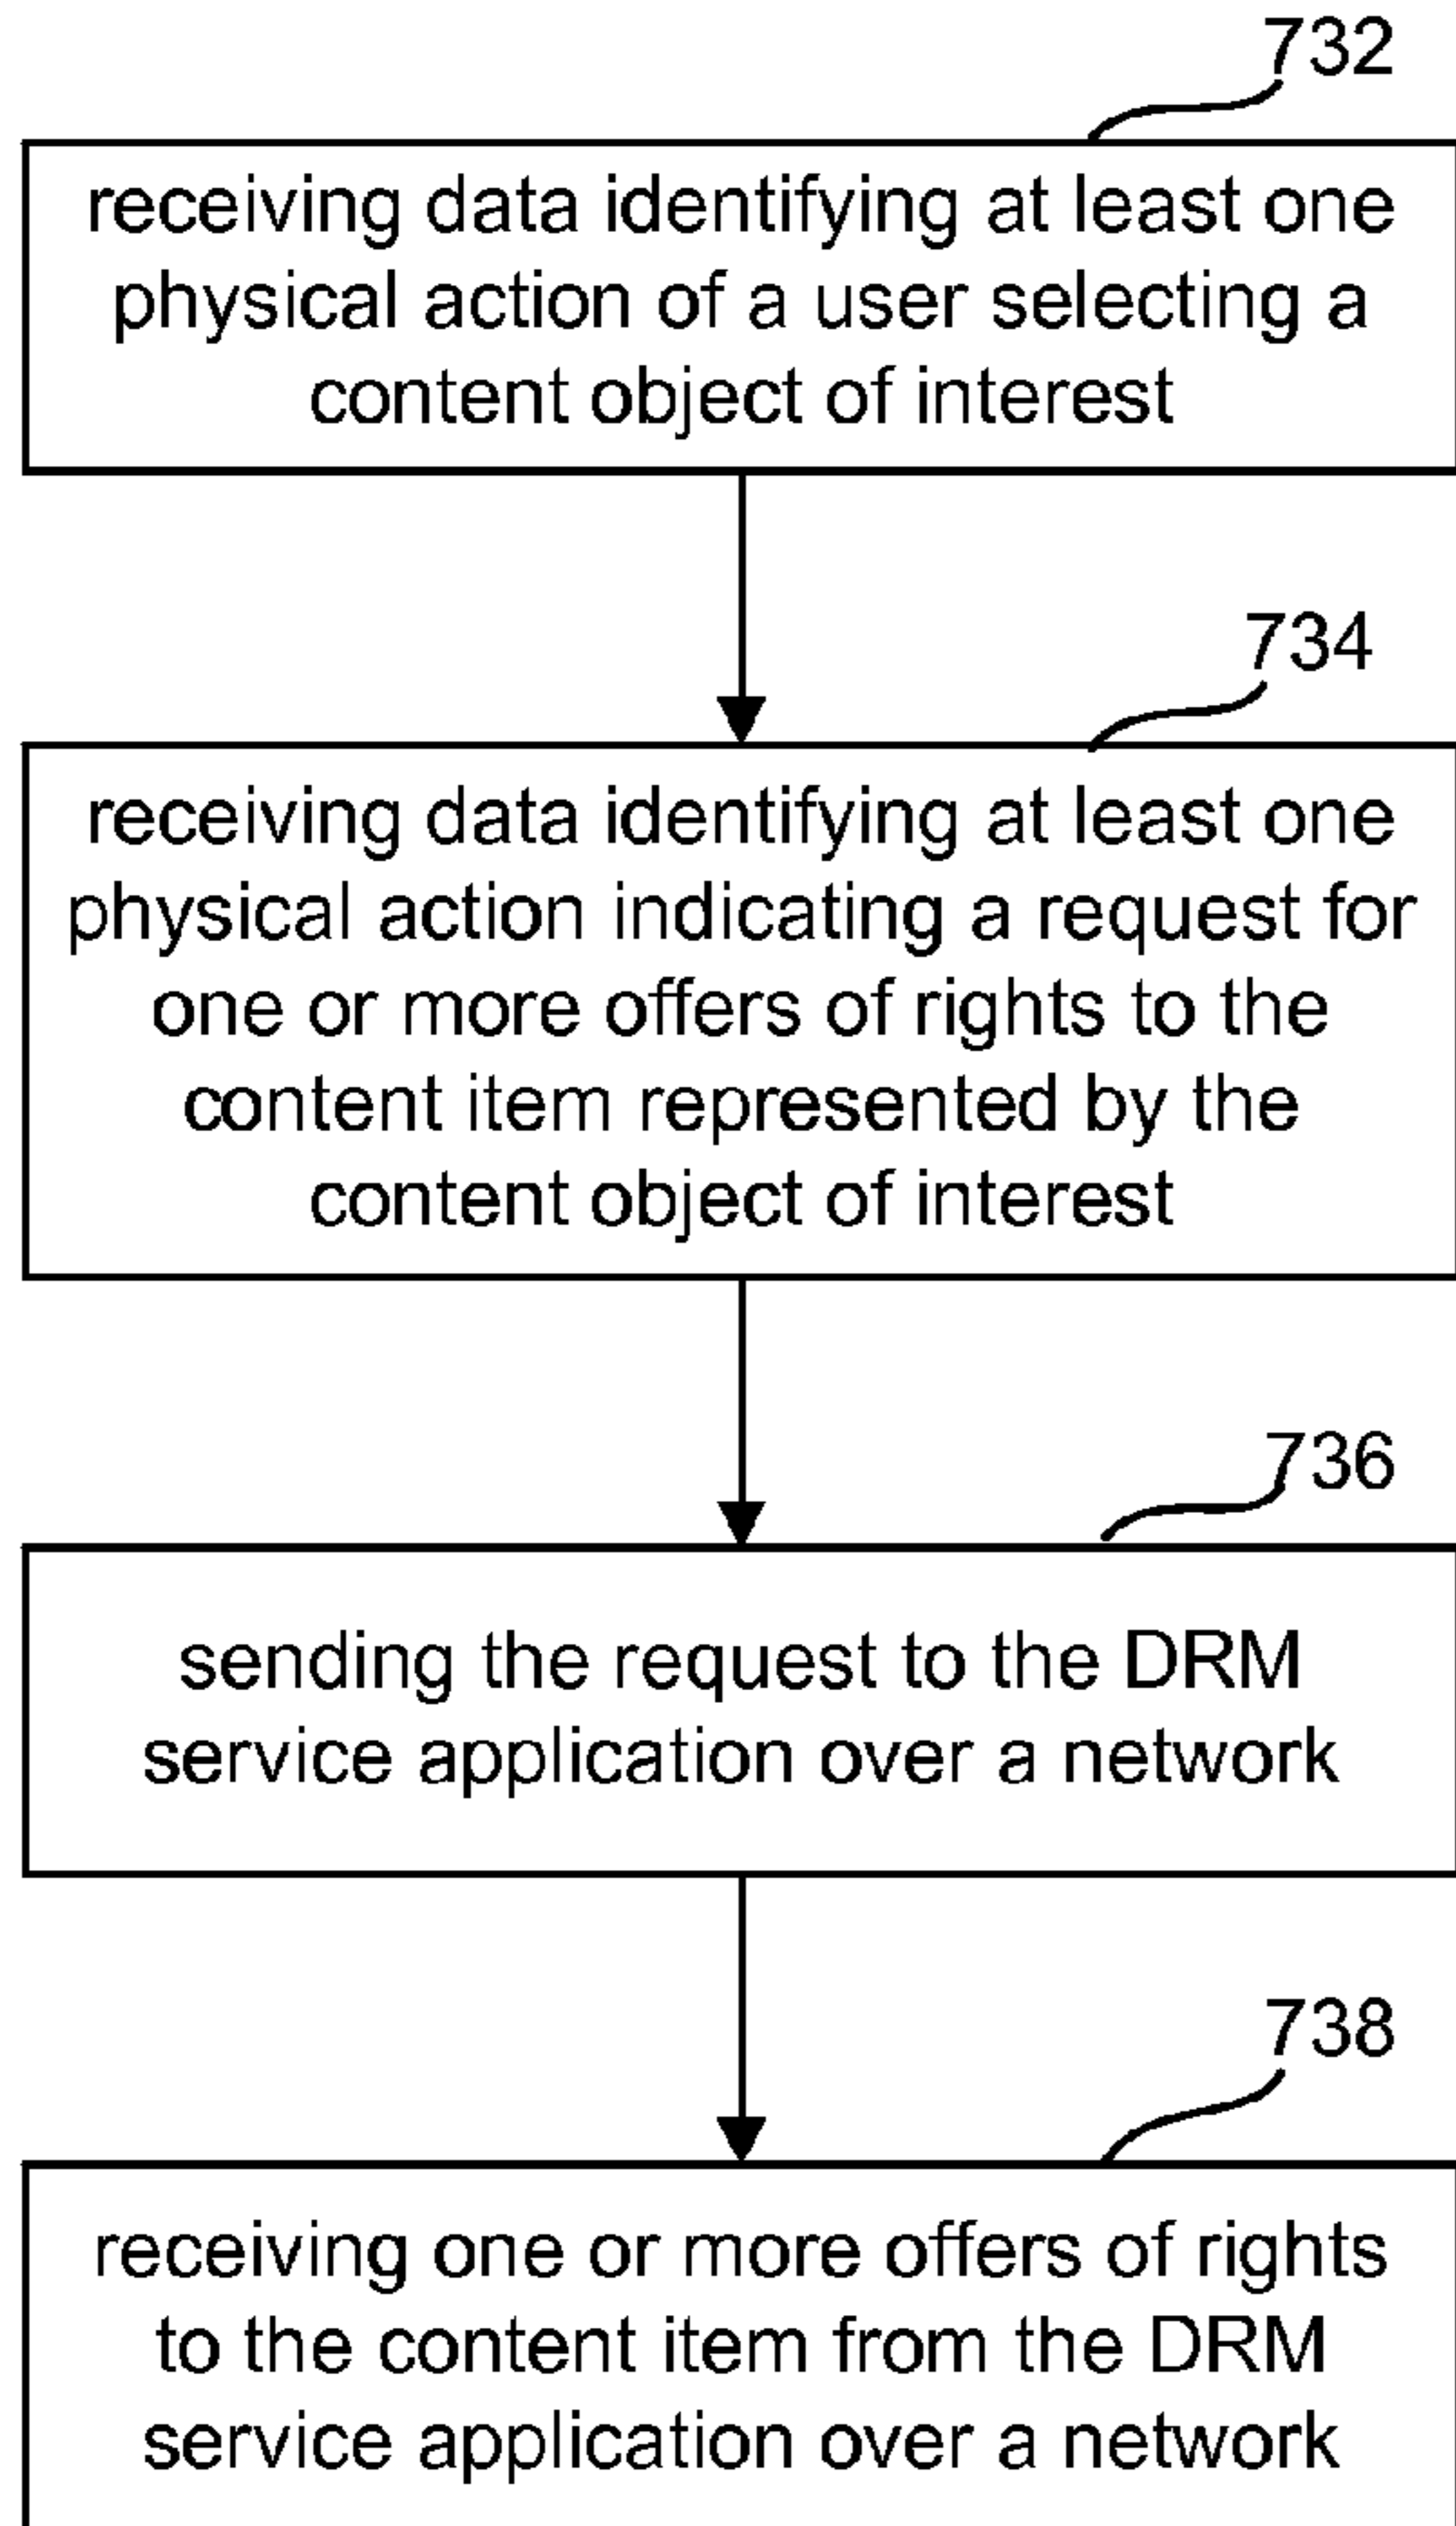 732
receiving data identifying at least one
physical action of a user selecting a
content object of interest
734
receiving data identifying at least one
physical action indicating a request for
one or more offers of rights to the
content item represented by the
content object of interest
736
sending the request to the DRM
service application over a network
738
receiving one or more offers of rights
to the content item from the DRM
service application over a network